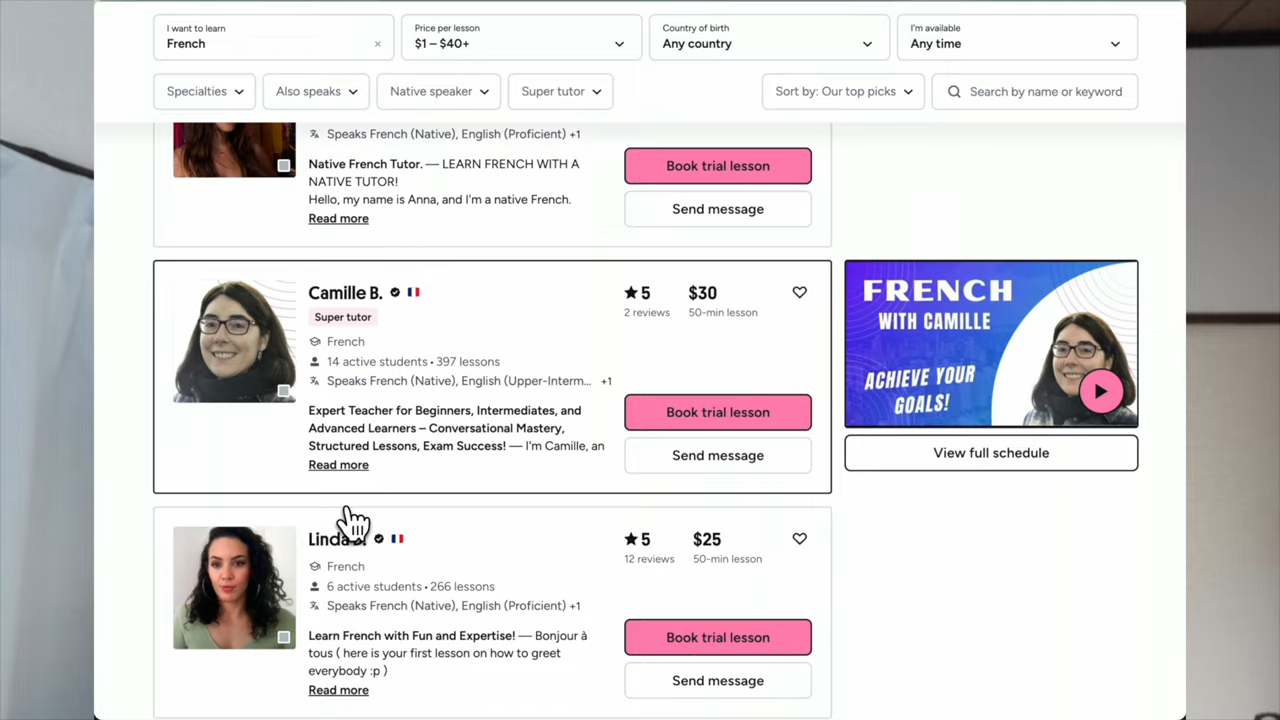 I want to learn
French
Price per lesson
$1 – $40+
Country of birth
Any country
I'm available
Any time
Specialties
Also speaks
Native speaker
Super tutor
Sort by: Our top picks
Search by name or keyword
Speaks French (Native), English (Proficient) +1
Native French Tutor. — LEARN FRENCH WITH A
NATIVE TUTOR!
Hello, my name is Anna, and I'm a native French.
Read more
Book trial lesson
Send message
Camille B.
Super tutor
French
14 active students • 397 lessons
Speaks French (Native), English (Upper-Interm... +1
Expert Teacher for Beginners, Intermediates, and
Advanced Learners – Conversational Mastery,
Structured Lessons, Exam Success! — I'm Camille, an
Read more
5
2 reviews
$30
50-min lesson
Book trial lesson
Send message
FRENCH
WITH CAMILLE
ACHIEVE YOUR
GOALS!
View full schedule
French
6 active students • 266 lessons
Speaks French (Native), English (Proficient) +1
Learn French with Fun and Expertise! — Bonjour à
tous ( here is your first lesson on how to greet
everybody :p )
Read more
5
12 reviews
$25
50-min lesson
Book trial lesson
Send message